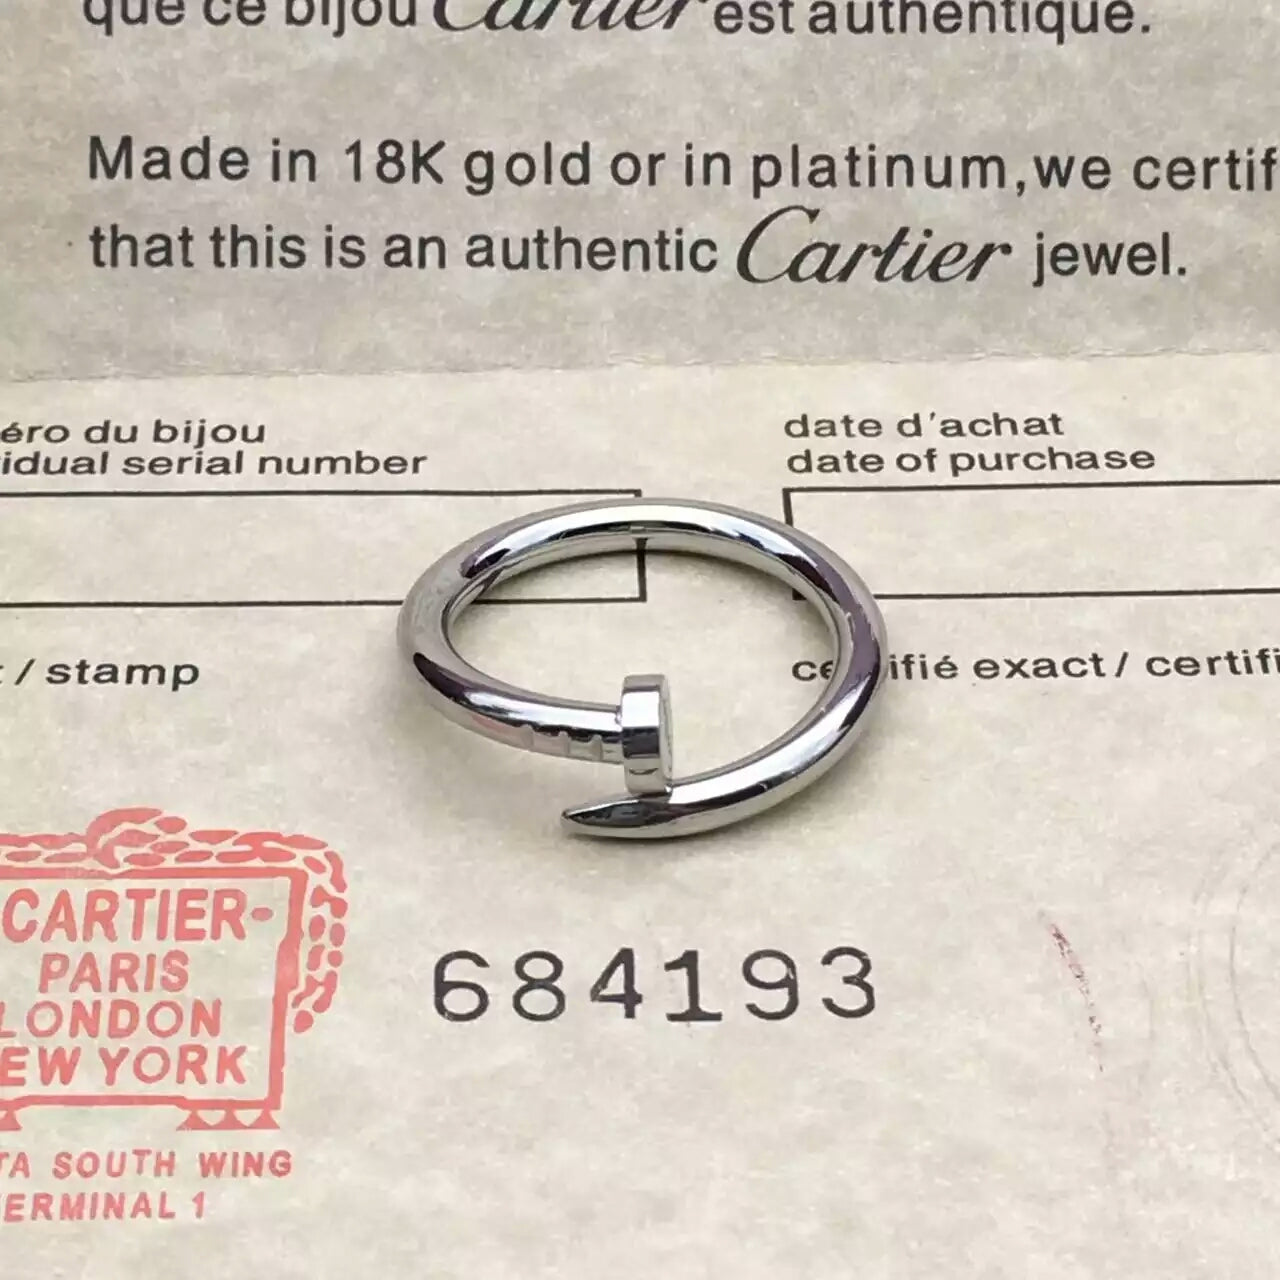 que ce bijou Cartier est authentique.
Made in 18K gold or in platinum,we certif
that this is an authentic Cartier jewel.
éro du bijou
idual serial number
date d'achat
date of purchase
/ stamp
ifié exact / certifi
CARTIER-
PARIS
LONDON
EW YORK
TA SOUTH WING
ERMINAL 1
684193